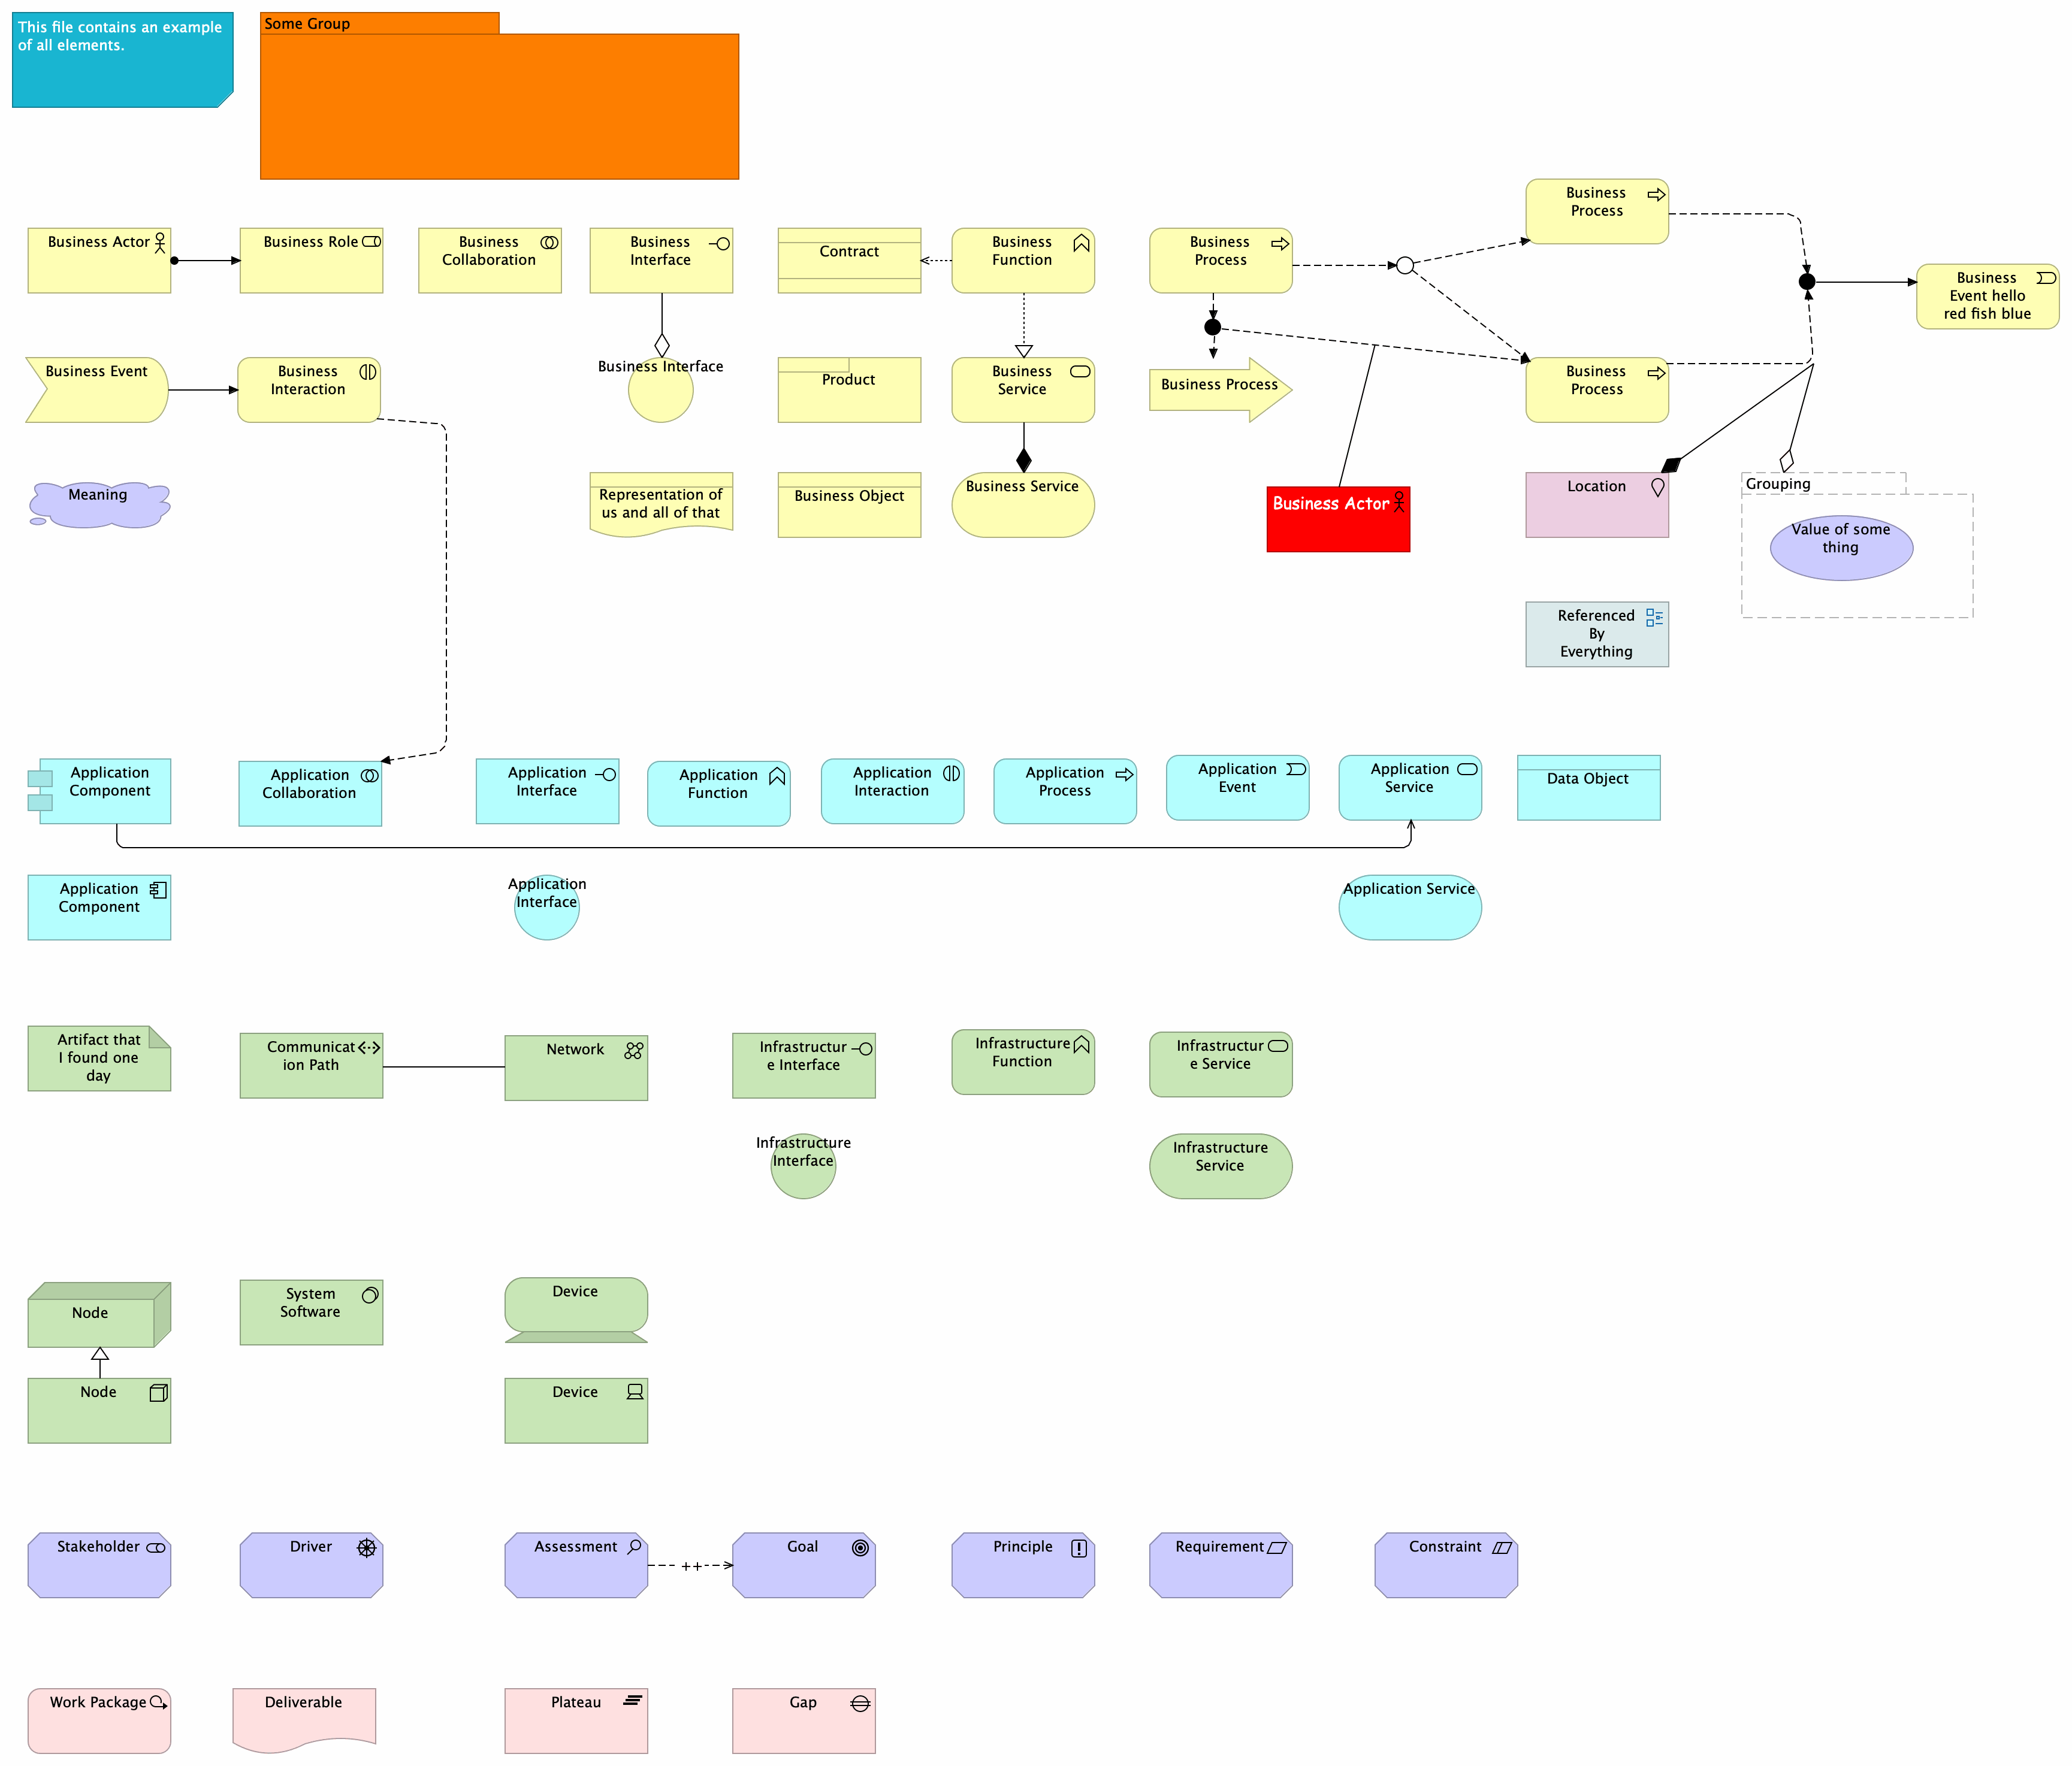 This file contains an example
of all elements.
Some Group
Business
Process
Business Actor
Business Role
Business
Collaboration
Business
Interface
Contract
Business
Function
Business
Process
Business
Event hello
red fish blue
Business Event
Business
Interaction
Business Interface
Product
Business
Service
Business Process
Business
Process
Meaning
Representation of
us and all of that
Business Object
Business Service
Business Actor
Location
Grouping
Value of some
thing
Referenced
By
Everything
Application
Component
Application
Collaboration
Application
Interface
Application
Function
Application
Interaction
Application
Process
Application
Event
Application
Service
Data Object
Application
Component
Application
Interface
Application Service
Artifact that
I found one
day
Communicat
ion Path
Network
Infrastructur
e Interface
Infrastructure
Function
Infrastructur
e Service
Infrastructure
Interface
Infrastructure
Service
Node
System
Software
Device
Node
Device
Stakeholder
Driver
Assessment
++
Goal
Principle
Requirement
Constraint
Work Package
Deliverable
Plateau
Gap